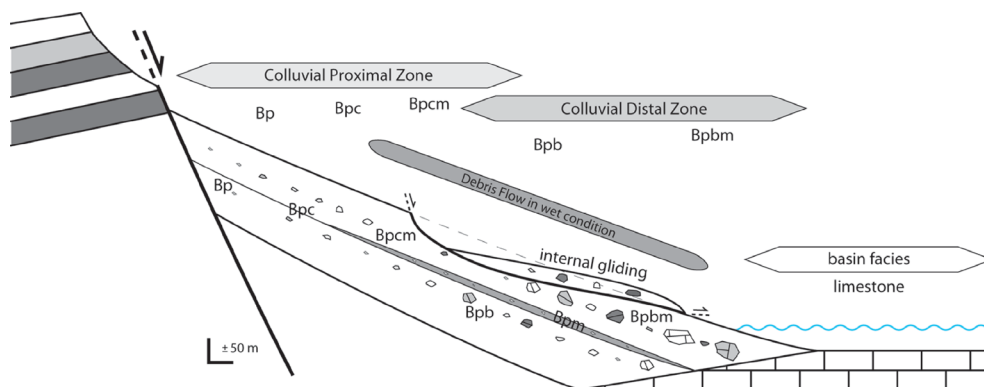 Colluvial Proximal Zone
Colluvial Distal Zone
Bp
Bpc
Bpcm
Bpb
Bpbm
Debris Flow in wet condition
Bp
Bpc
Bpcm
internal gliding
basin facies
limestone
Bpb
Bpm
Bpbm
± 50 m